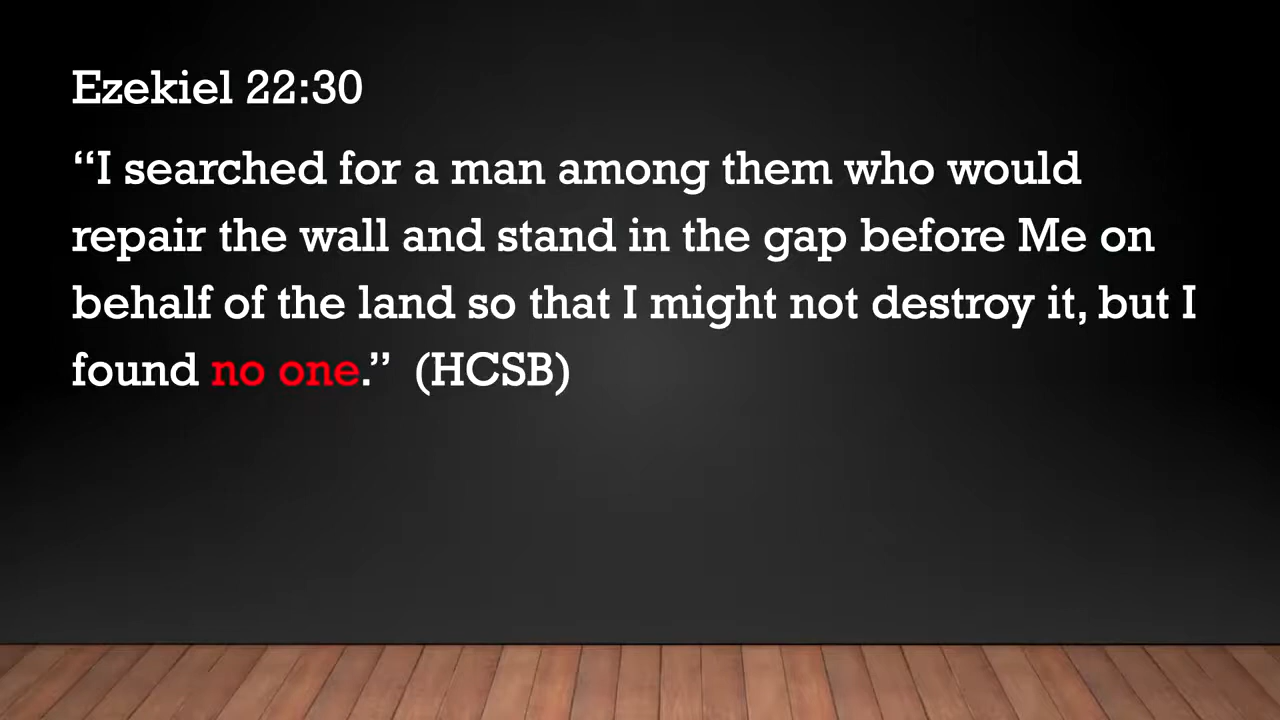 Ezekiel 22:30
“I searched for a man among them who would
repair the wall and stand in the gap before Me on
behalf of the land so that I might not destroy it, but I
found no one.”  (HCSB)